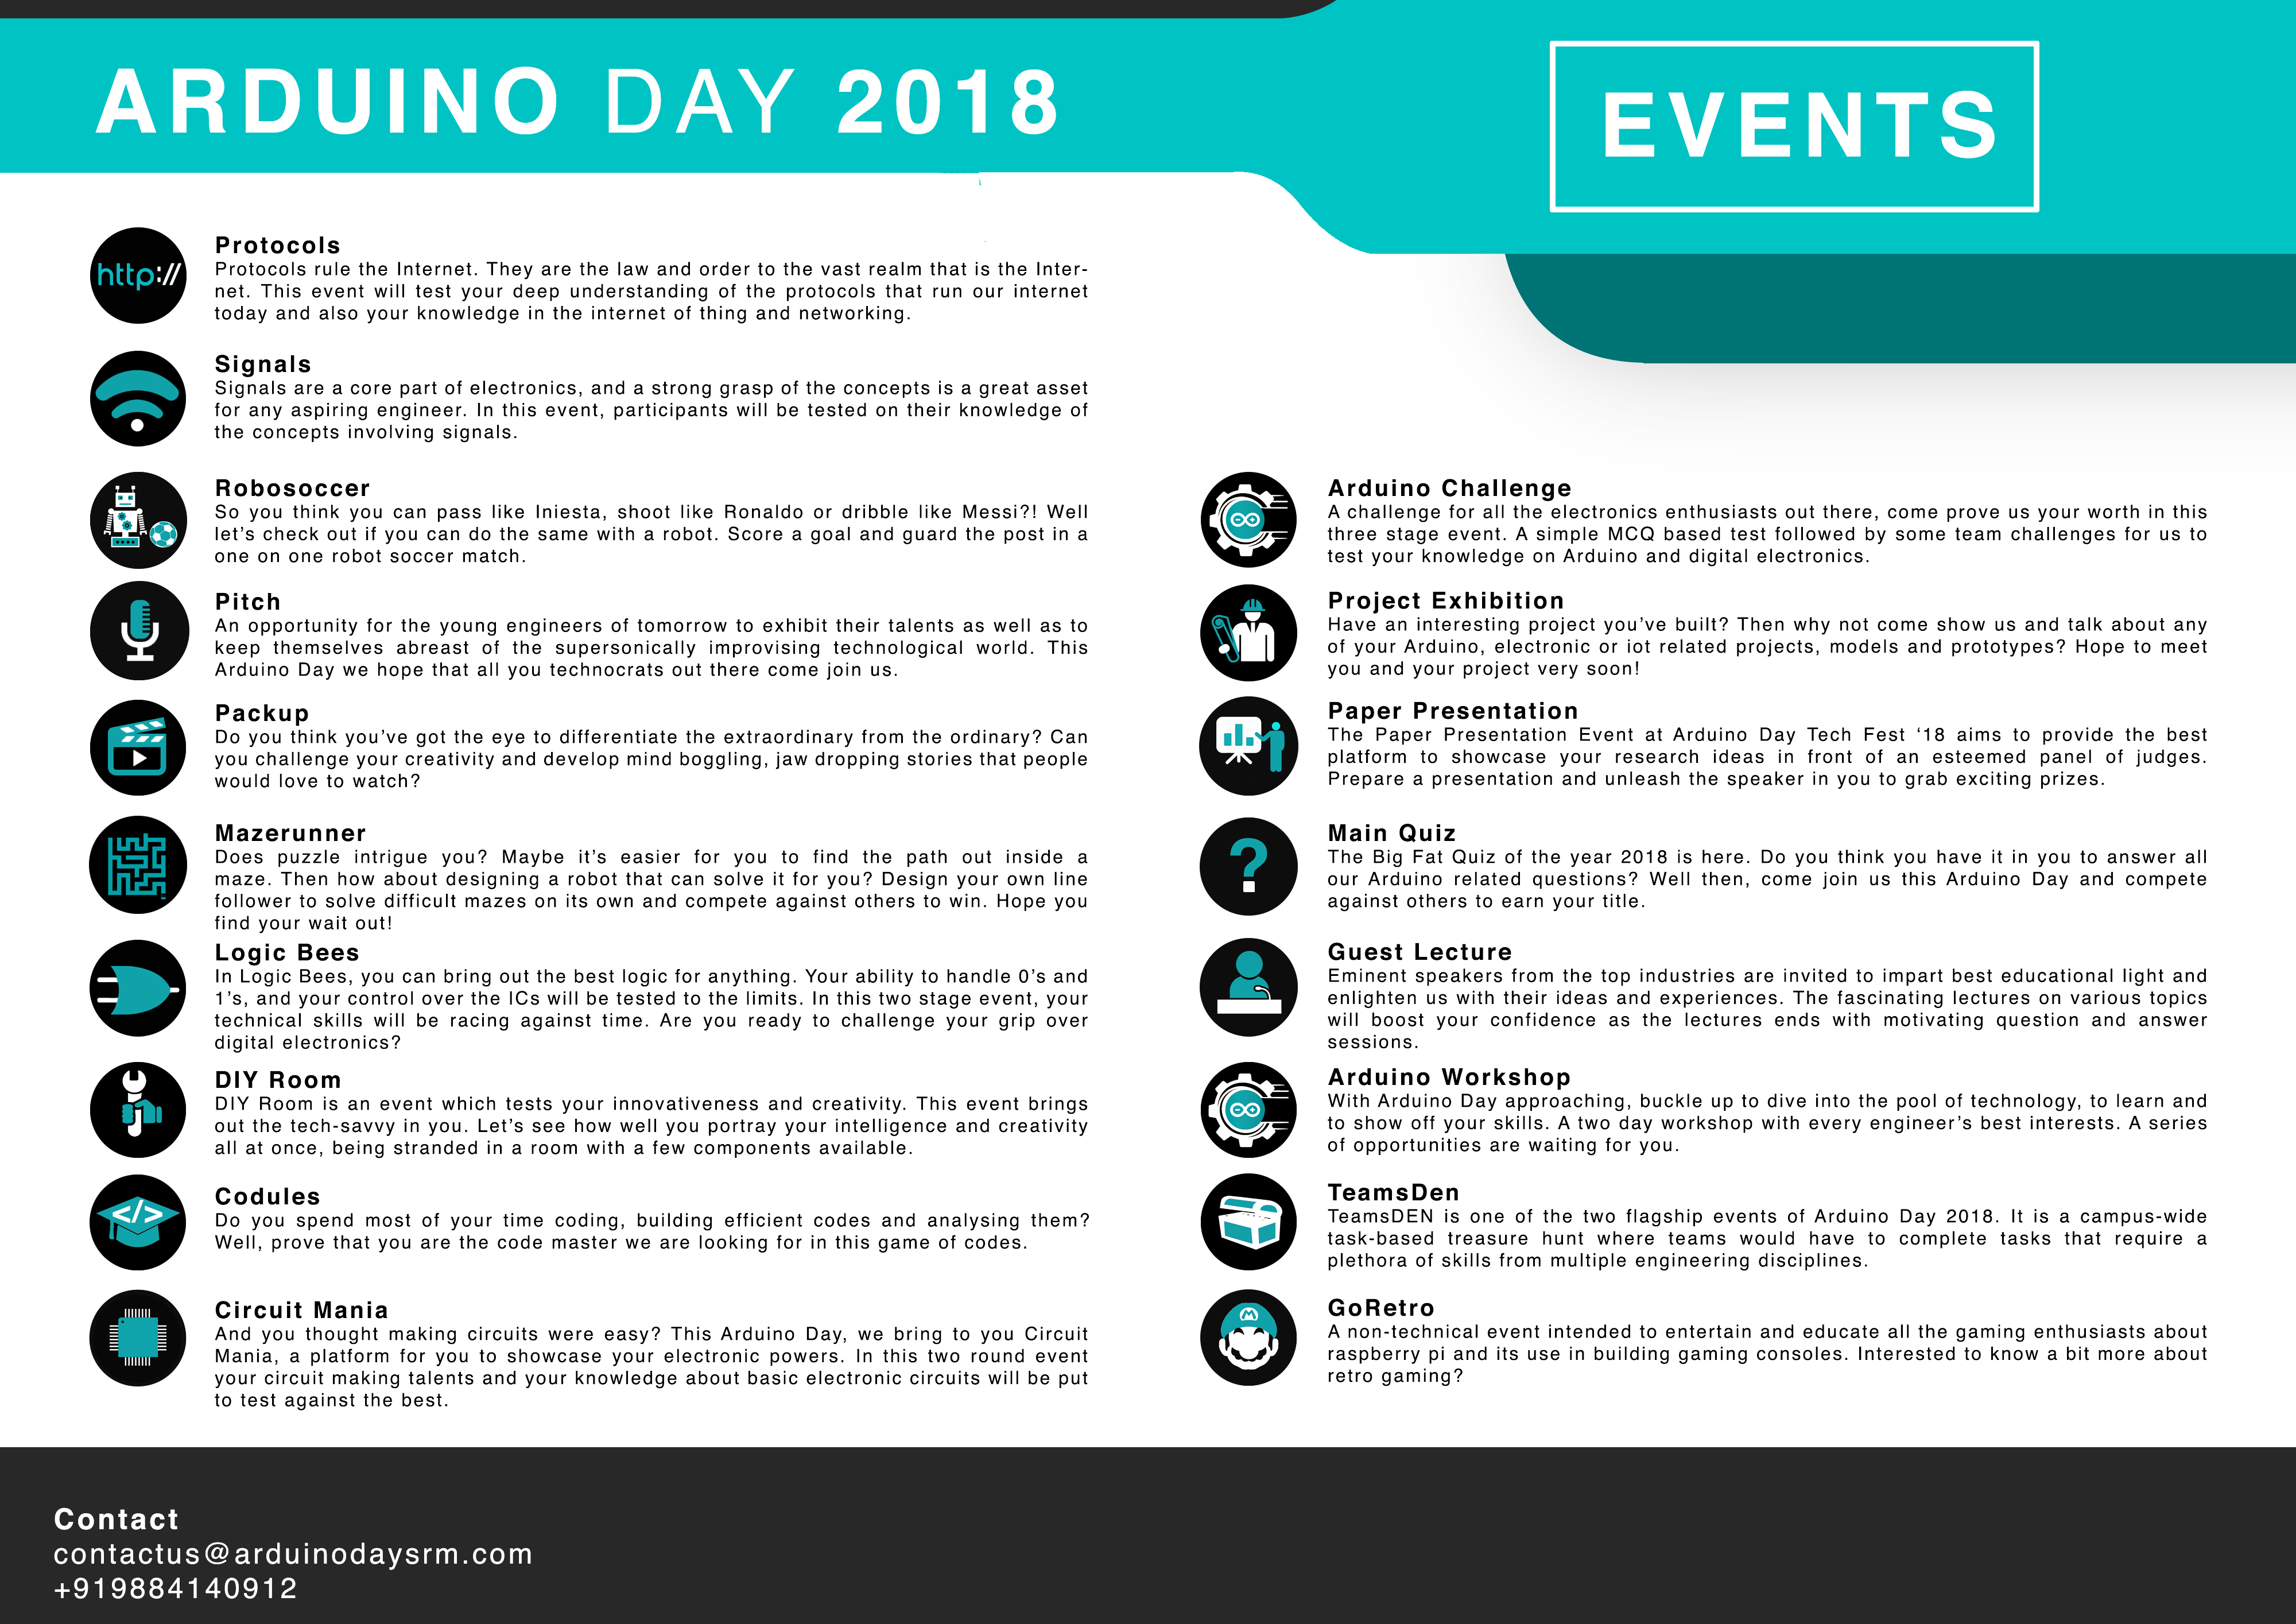 ARDUINO DAY 2018
EVENTS
http://
Protocols
Protocols rule the Internet. They are the law and order to the vast realm that is the Inter-
net. This event will test your deep understanding of the protocols that run our internet
today and also your knowledge in the internet of thing and networking.
Signals
Signals are a core part of electronics, and a strong grasp of the concepts is a great asset
for any aspiring engineer. In this event, participants will be tested on their knowledge of
the concepts involving signals.
Robosoccer
So you think you can pass like Iniesta, shoot like Ronaldo or dribble like Messi?! Well
let’s check out if you can do the same with a robot. Score a goal and guard the post in a
one on one robot soccer match.
Pitch
An opportunity for the young engineers of tomorrow to exhibit their talents as well as to
keep themselves abreast of the supersonically improvising technological world. This
Arduino Day we hope that all you technocrats out there come join us.
Packup
Do you think you’ve got the eye to differentiate the extraordinary from the ordinary? Can
you challenge your creativity and develop mind boggling, jaw dropping stories that people
would love to watch?
Mazerunner
Does puzzle intrigue you? Maybe it’s easier for you to find the path out inside a
maze. Then how about designing a robot that can solve it for you? Design your own line
follower to solve difficult mazes on its own and compete against others to win. Hope you
find your wait out!
Logic Bees
In Logic Bees, you can bring out the best logic for anything. Your ability to handle 0’s and
1’s, and your control over the ICs will be tested to the limits. In this two stage event, your
technical skills will be racing against time. Are you ready to challenge your grip over
digital electronics?
DIY Room
DIY Room is an event which tests your innovativeness and creativity. This event brings
out the tech-savvy in you. Let’s see how well you portray your intelligence and creativity
all at once, being stranded in a room with a few components available.
</>
Codules
Do you spend most of your time coding, building efficient codes and analysing them?
Well, prove that you are the code master we are looking for in this game of codes.
Circuit Mania
And you thought making circuits were easy? This Arduino Day, we bring to you Circuit
Mania, a platform for you to showcase your electronic powers. In this two round event
your circuit making talents and your knowledge about basic electronic circuits will be put
to test against the best.
Arduino Challenge
A challenge for all the electronics enthusiasts out there, come prove us your worth in this
three stage event. A simple MCQ based test followed by some team challenges for us to
test your knowledge on Arduino and digital electronics.
Project Exhibition
Have an interesting project you’ve built? Then why not come show us and talk about any
of your Arduino, electronic or iot related projects, models and prototypes? Hope to meet
you and your project very soon!
Paper Presentation
The Paper Presentation Event at Arduino Day Tech Fest ‘18 aims to provide the best
platform to showcase your research ideas in front of an esteemed panel of judges.
Prepare a presentation and unleash the speaker in you to grab exciting prizes.
?
Main Quiz
The Big Fat Quiz of the year 2018 is here. Do you think you have it in you to answer all
our Arduino related questions? Well then, come join us this Arduino Day and compete
against others to earn your title.
Guest Lecture
Eminent speakers from the top industries are invited to impart best educational light and
enlighten us with their ideas and experiences. The fascinating lectures on various topics
will boost your confidence as the lectures ends with motivating question and answer
sessions.
Arduino Workshop
With Arduino Day approaching, buckle up to dive into the pool of technology, to learn and
to show off your skills. A two day workshop with every engineer’s best interests. A series
of opportunities are waiting for you.
TeamsDen
TeamsDEN is one of the two flagship events of Arduino Day 2018. It is a campus-wide
task-based treasure hunt where teams would have to complete tasks that require a
plethora of skills from multiple engineering disciplines.
M
GoRetro
A non-technical event intended to entertain and educate all the gaming enthusiasts about
raspberry pi and its use in building gaming consoles. Interested to know a bit more about
retro gaming?
Contact
contactus@arduinodaysrm.com
+919884140912